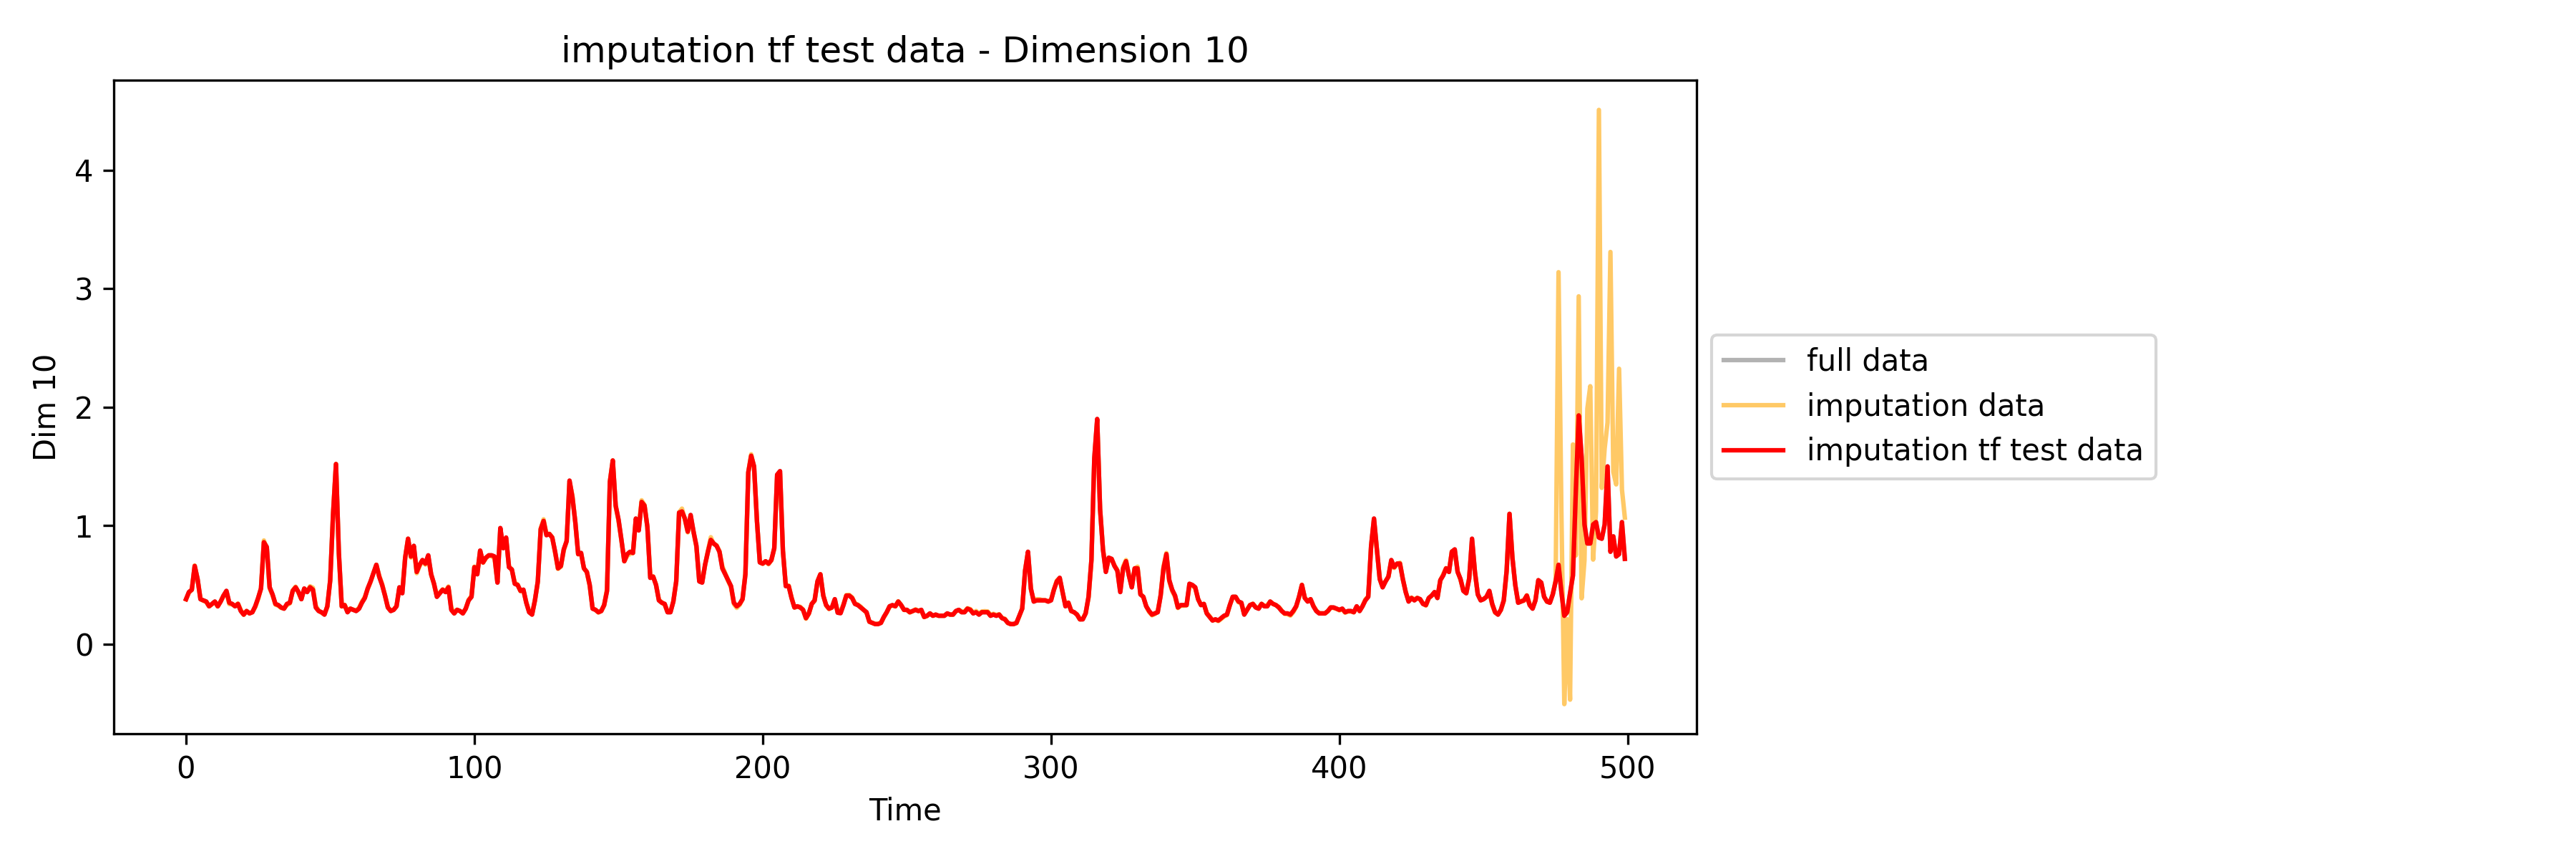 imputation tf test data - Dimension 10
Dim 10
4
3
2
1
0
0 100 200 300 400 500
Time
full data
imputation data
imputation tf test data